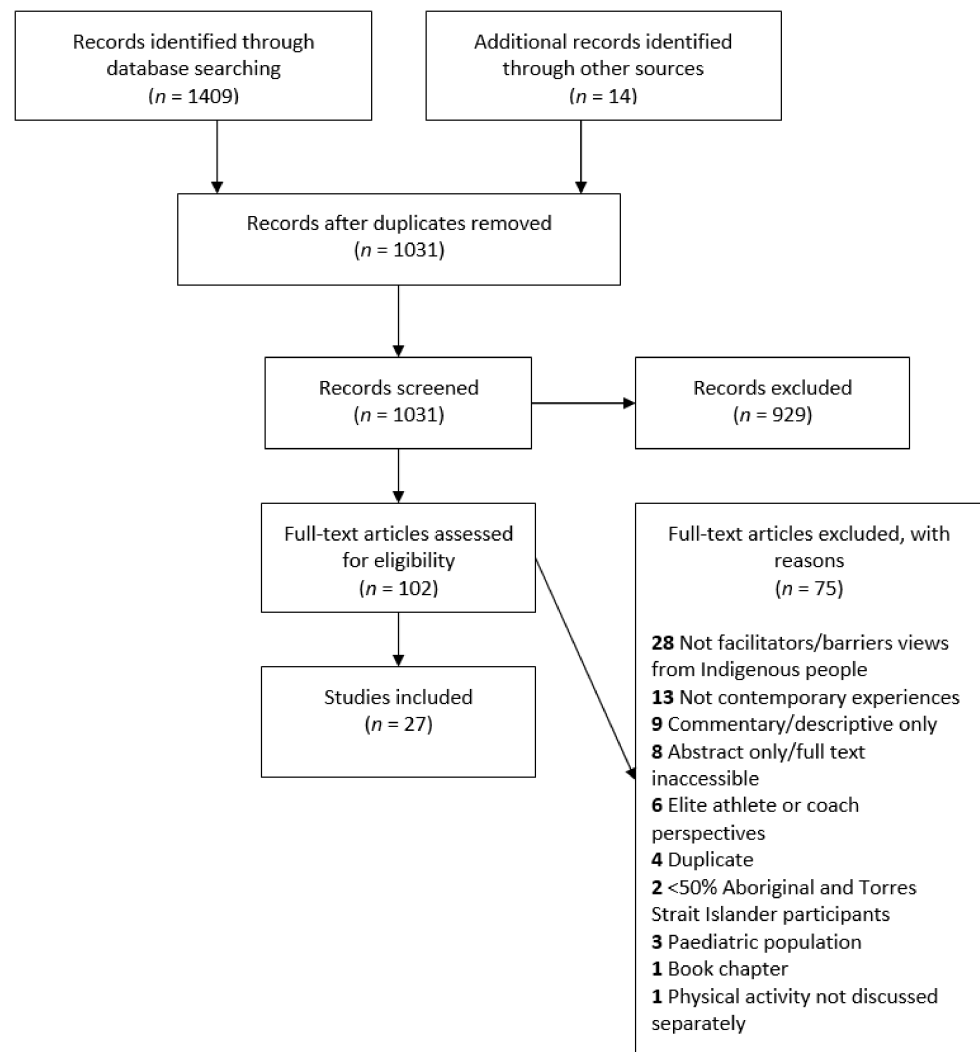 Records identified through
database searching
(n = 1409)
Additional records identified
through other sources
(n = 14)
Records after duplicates removed
(n = 1031)
Records screened
(n = 1031)
Records excluded
(n = 929)
Full-text articles assessed
for eligibility
(n = 102)
Full-text articles excluded, with
reasons
(n = 75)
28 Not facilitators/barriers views
from Indigenous people
13 Not contemporary experiences
9 Commentary/descriptive only
8 Abstract only/full text
inaccessible
6 Elite athlete or coach
perspectives
4 Duplicate
2 <50% Aboriginal and Torres
Strait Islander participants
3 Paediatric population
1 Book chapter
1 Physical activity not discussed
separately
Studies included
(n = 27)